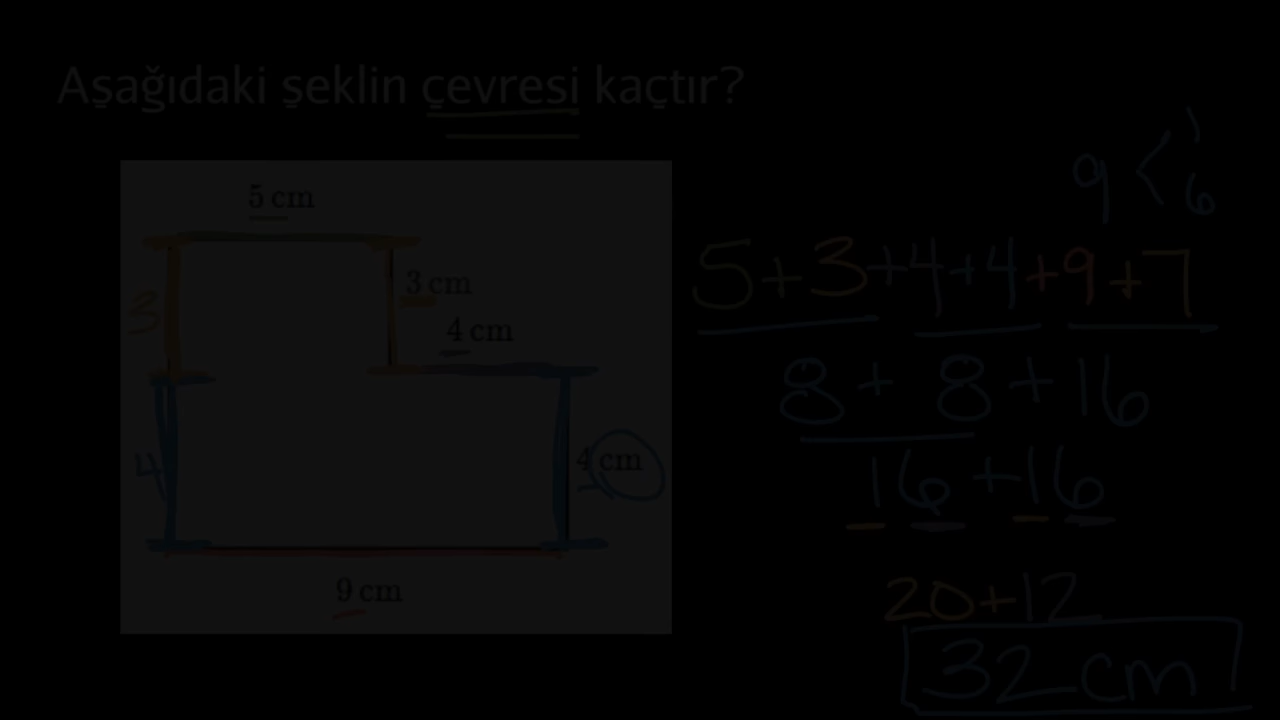 Aşağıdaki şeklin çevresi kaçtır?
5 cm
3 cm
4 cm
4 cm
9 cm
3
4
9 < 1
6
5+3+4+4+9+7
8+ 8+16
16+16
20+12
32 cm